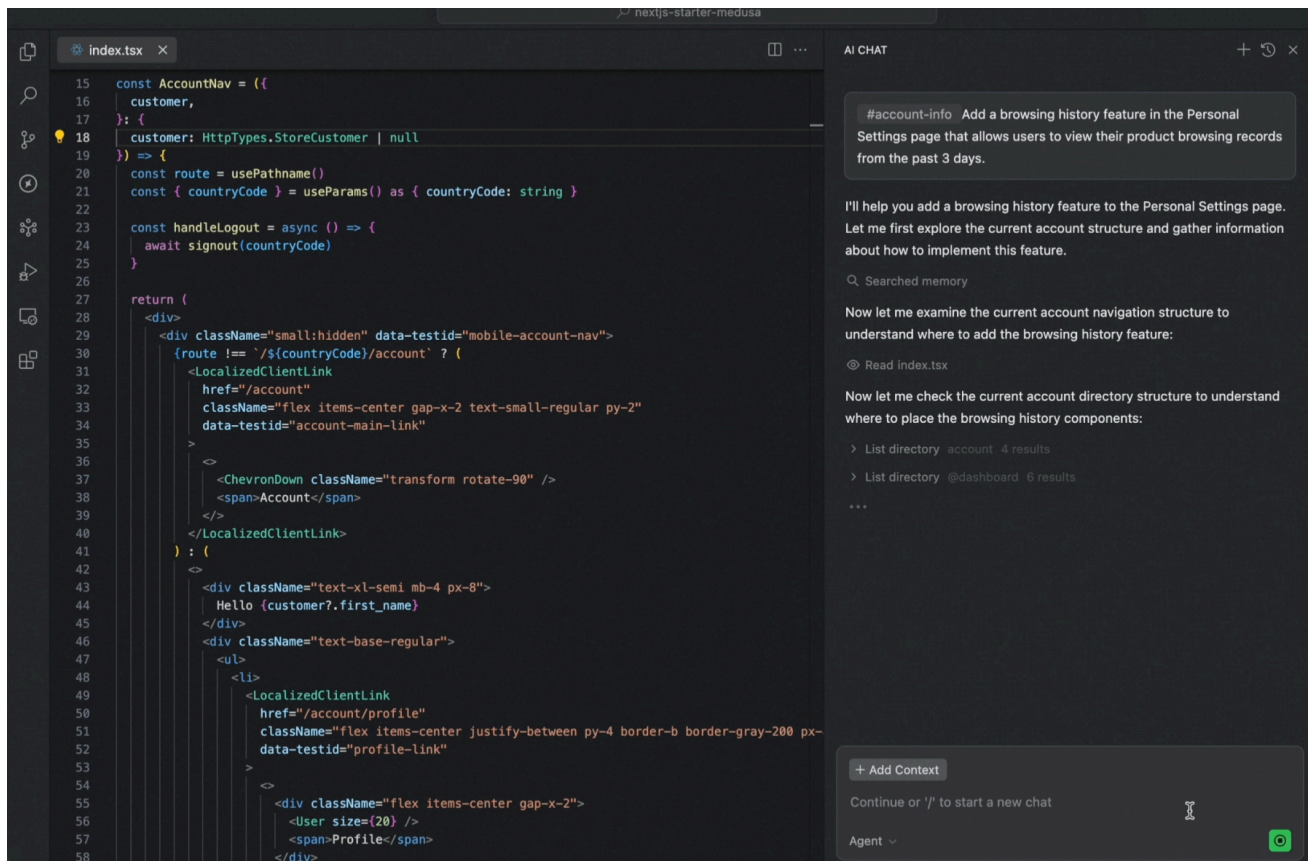 nextjs-starter-medusa
index.tsx
AI CHAT
15 const AccountNav = ({
16 customer,
17 }: {
18 customer: HttpTypes.StoreCustomer | null
19 }) => {
20 const route = usePathname()
21 const { countryCode } = useParams() as { countryCode: string }
22
23 const handleLogout = async () => {
24 await signout(countryCode)
25 }
26
27 return (
28 <div>
29 <div className="small:hidden" data-testid="mobile-account-nav">
30 {route !== `/${countryCode}/account` ? (
31 <LocalizedClientLink
32 href="/account"
33 className="flex items-center gap-x-2 text-small-regular py-2"
34 data-testid="account-main-link"
35 >
36 <>
37 <ChevronDown className="transform rotate-90" />
38 <span>Account</span>
39 </>
40 </LocalizedClientLink>
41 ) : (
42 <>
43 <div className="text-xl-semi mb-4 px-8">
44 Hello {customer?.first_name}
45 </div>
46 <div className="text-base-regular">
47 <ul>
48 <li>
49 <LocalizedClientLink
50 href="/account/profile"
51 className="flex items-center justify-between py-4 border-b border-gray-200 px-
52 data-testid="profile-link"
53 >
54 <>
55 <div className="flex items-center gap-x-2">
56 <User size={20} />
57 <span>Profile</span>
58 </div>
#account-info Add a browsing history feature in the Personal
Settings page that allows users to view their product browsing records
from the past 3 days.
I'll help you add a browsing history feature to the Personal Settings page.
Let me first explore the current account structure and gather information
about how to implement this feature.
Searched memory
Now let me examine the current account navigation structure to
understand where to add the browsing history feature:
Read index.tsx
Now let me check the current account directory structure to understand
where to place the browsing history components:
List directory account 4 results
List directory @dashboard 6 results
+ Add Context
Continue or '/' to start a new chat
Agent